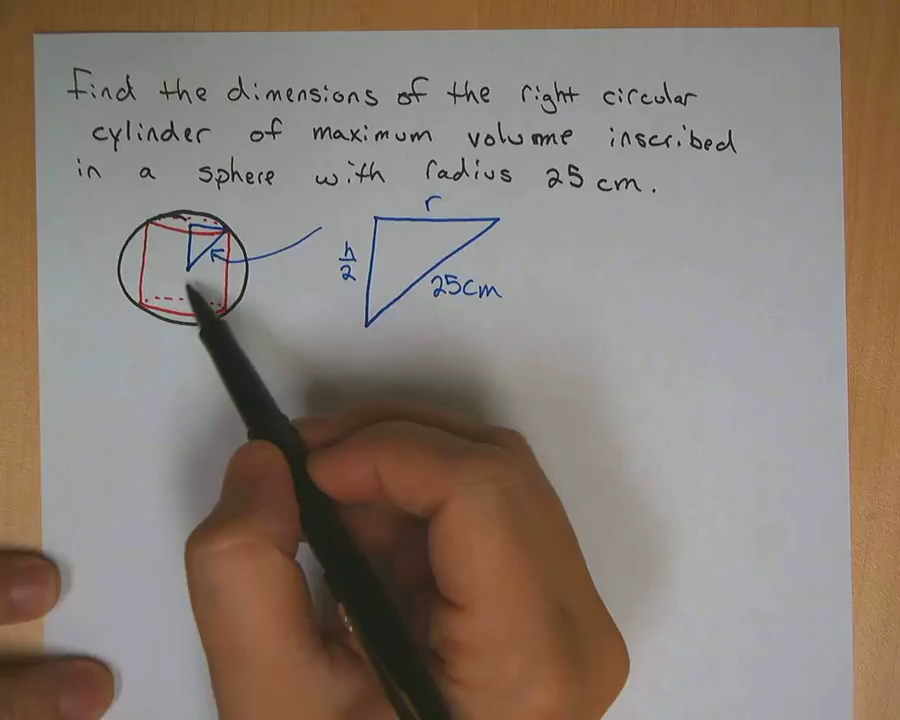 Find the dimensions of the right circular
cylinder of maximum volume inscribed
in a sphere with radius 25 cm.
r
h/2
25cm